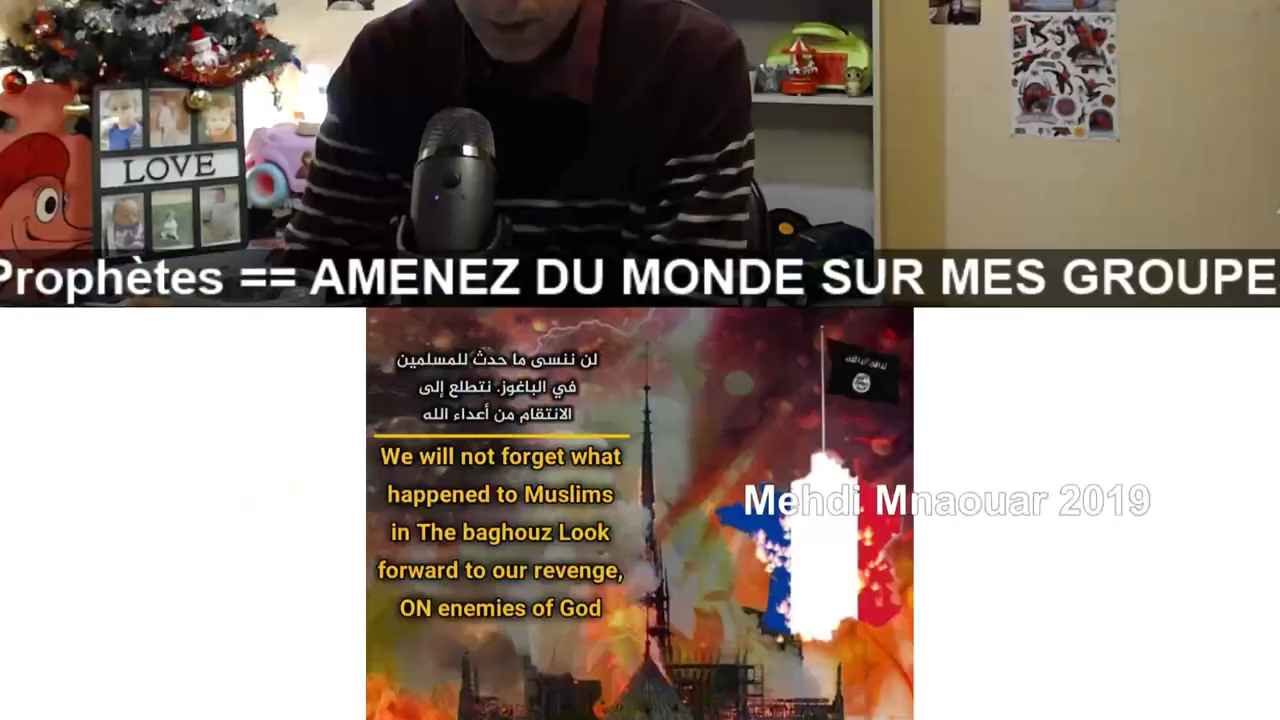 LOVE
Prophètes == AMENEZ DU MONDE SUR MES GROUPE
لن ننسى ما حدث للمسلمين
في الباغوز. نتطلع إلى
الانتقام من أعداء الله
We will not forget what
happened to Muslims
in The baghouz Look
forward to our revenge,
ON enemies of God
Mehdi Mnaouar 2019